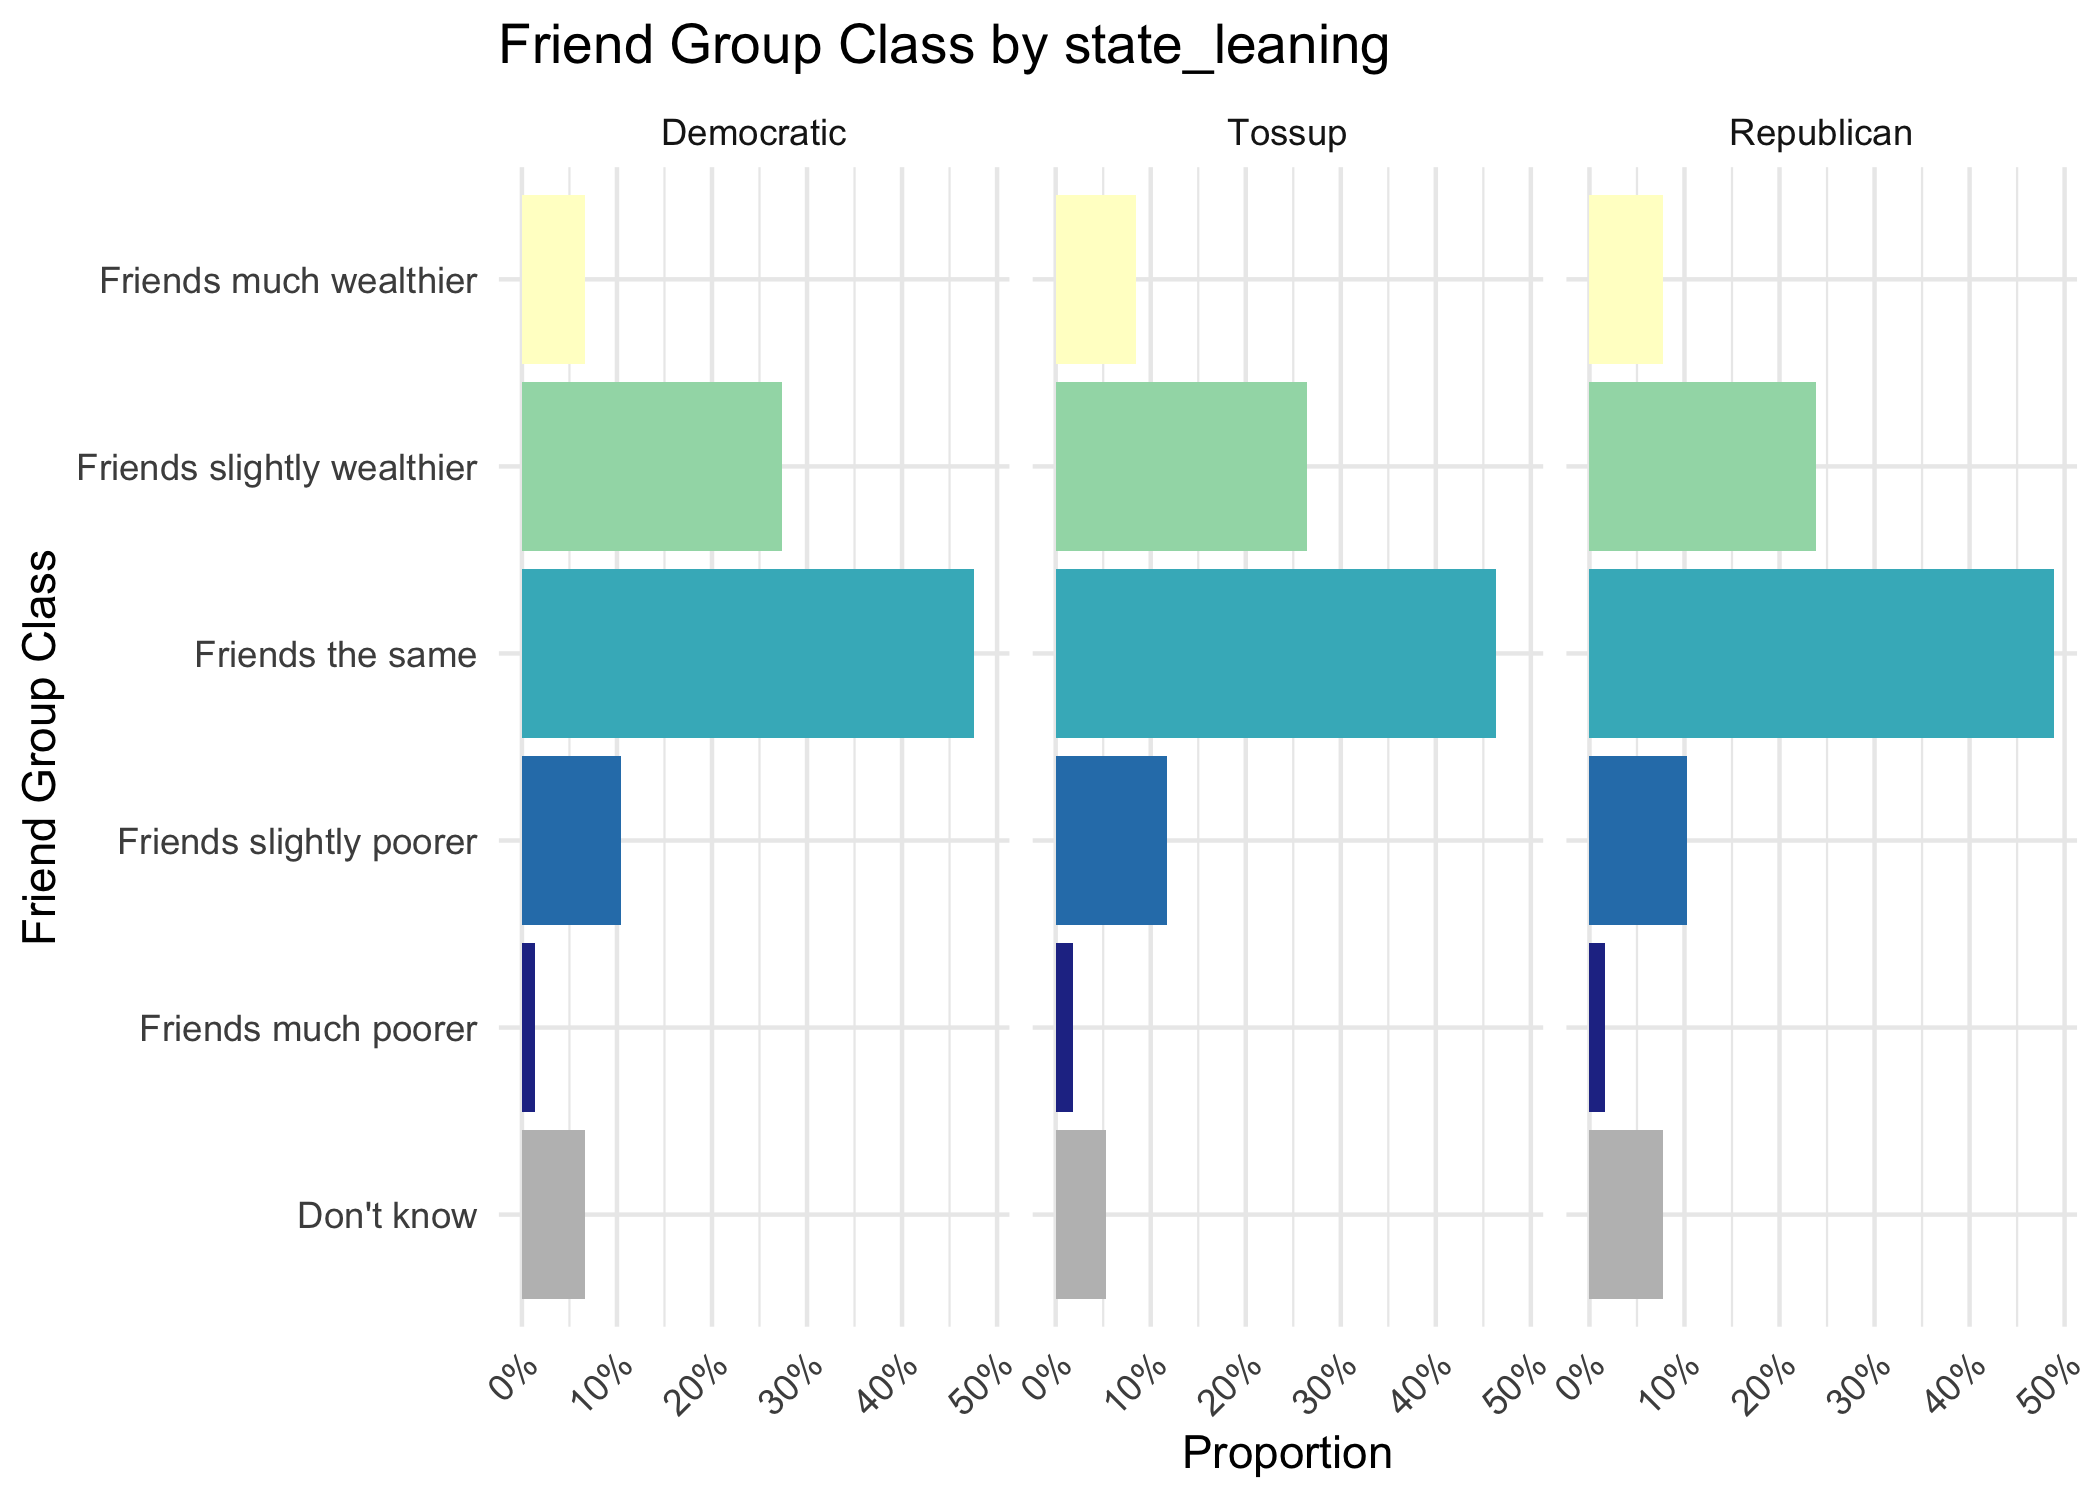 Friend Group Class by state_leaning
Democratic
Tossup
Republican
Friend Group Class
Friends much wealthier
Friends slightly wealthier
Friends the same
Friends slightly poorer
Friends much poorer
Don't know
0% 10% 20% 30% 40% 50%
0% 10% 20% 30% 40% 50%
0% 10% 20% 30% 40% 50%
Proportion